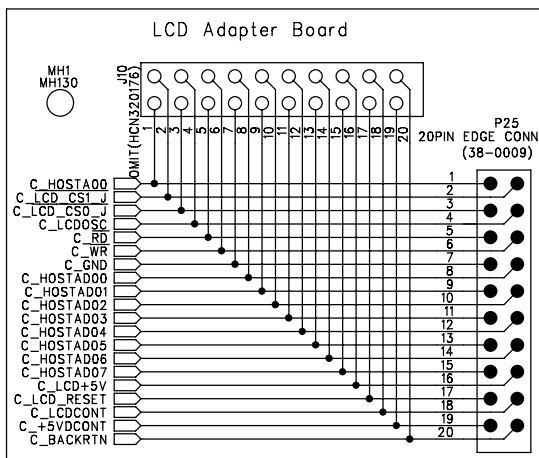 LCD Adapter Board
MH1
MH130
J10
OMIT(HCN320176)
1 2 3 4 5 6 7 8 9 10 11 12 13 14 15 16 17 18 19 20
P25
20PIN EDGE CONN
(38-0009)
C_HOSTA00 1
C_LCD_CS1_J 2
C_LCD_CS0_J 3
C_LCDOSC 4
C_RD 5
C_WR 6
C_GND 7
C_HOSTAD00 8
C_HOSTAD01 9
C_HOSTAD02 10
C_HOSTAD03 11
C_HOSTAD04 12
C_HOSTAD05 13
C_HOSTAD06 14
C_HOSTAD07 15
C_LCD+5V 16
C_LCD_RESET 17
C_LCDCONT 18
C_+5VDCONT 19
C_BACKRTN 20